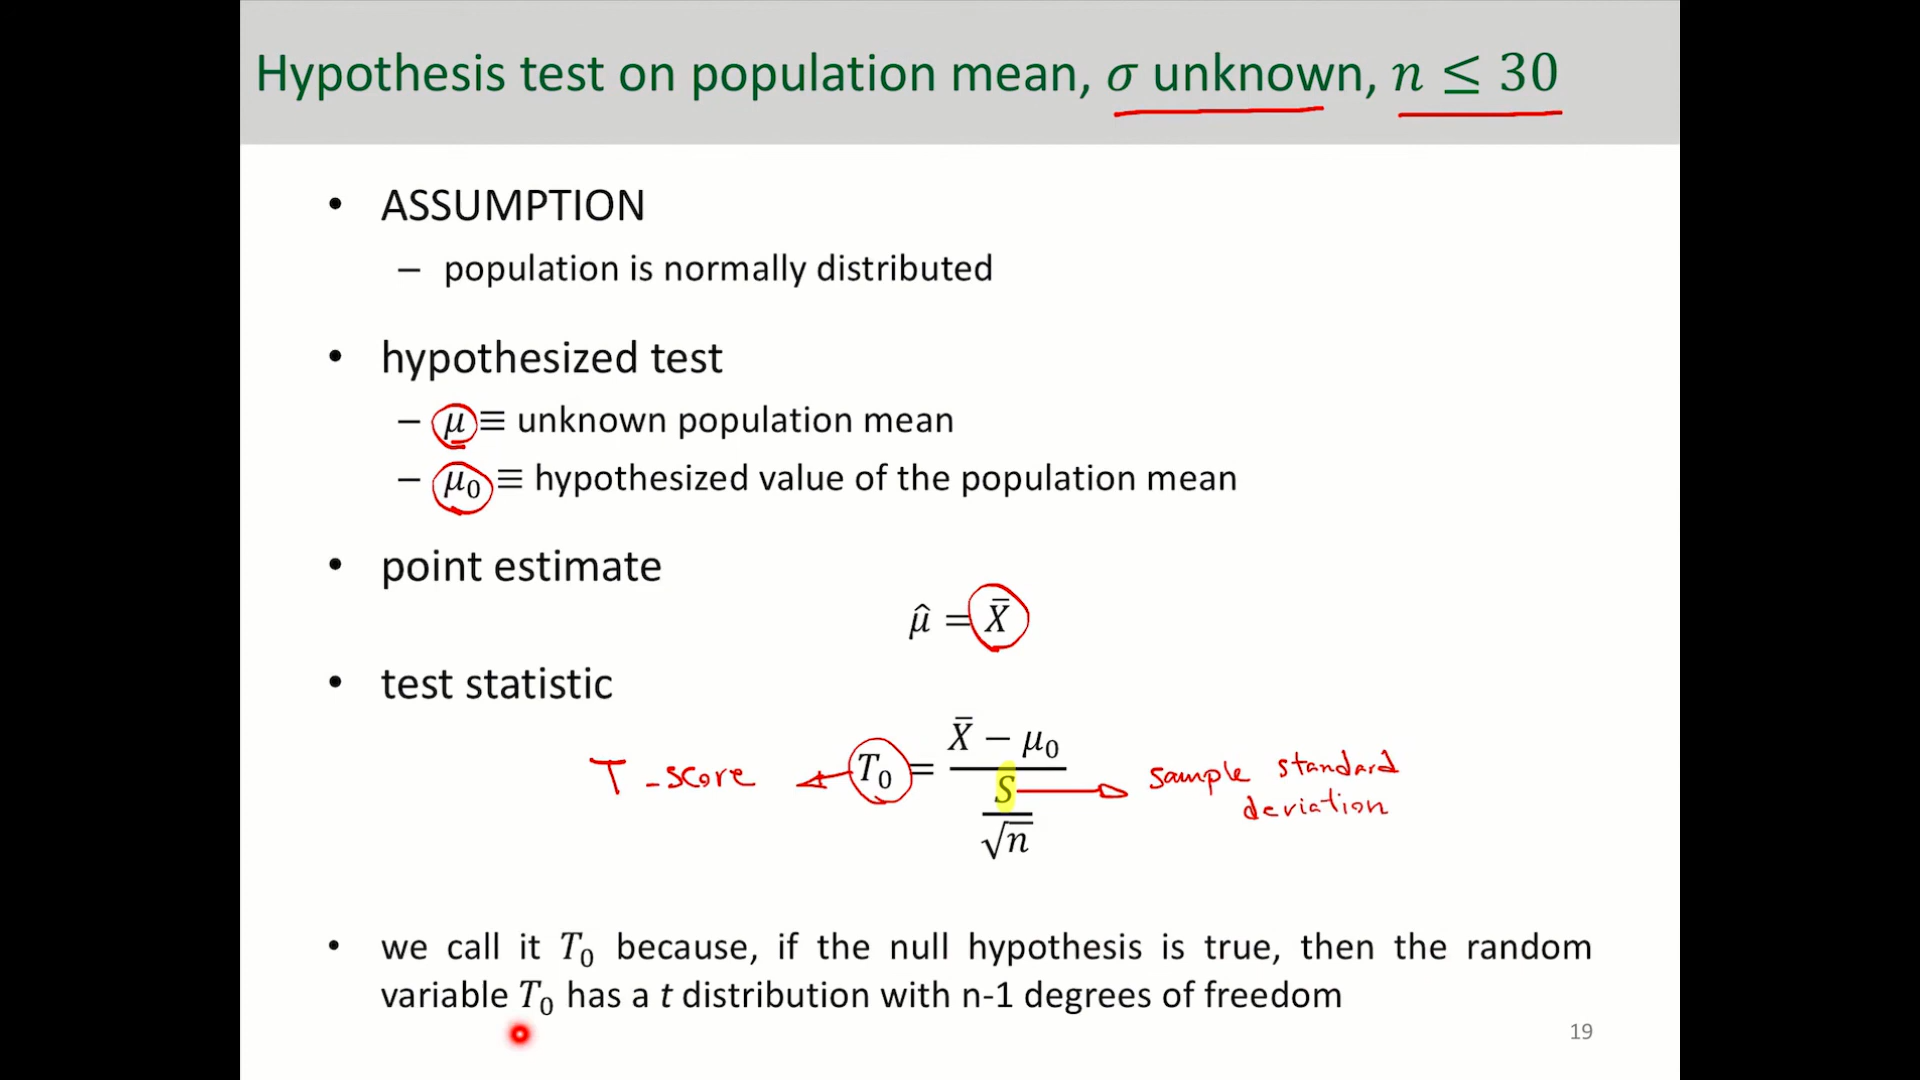 Hypothesis test on population mean, σ unknown, n ≤ 30
• ASSUMPTION
– population is normally distributed
• hypothesized test
– μ ≡ unknown population mean
– μ₀ ≡ hypothesized value of the population mean
• point estimate
μ̂ = X̄
• test statistic
T-score T₀ = (X̄ − μ₀) / (S / √n) sample standard
deviation
• we call it T₀ because, if the null hypothesis is true, then the random
variable T₀ has a t distribution with n-1 degrees of freedom
19